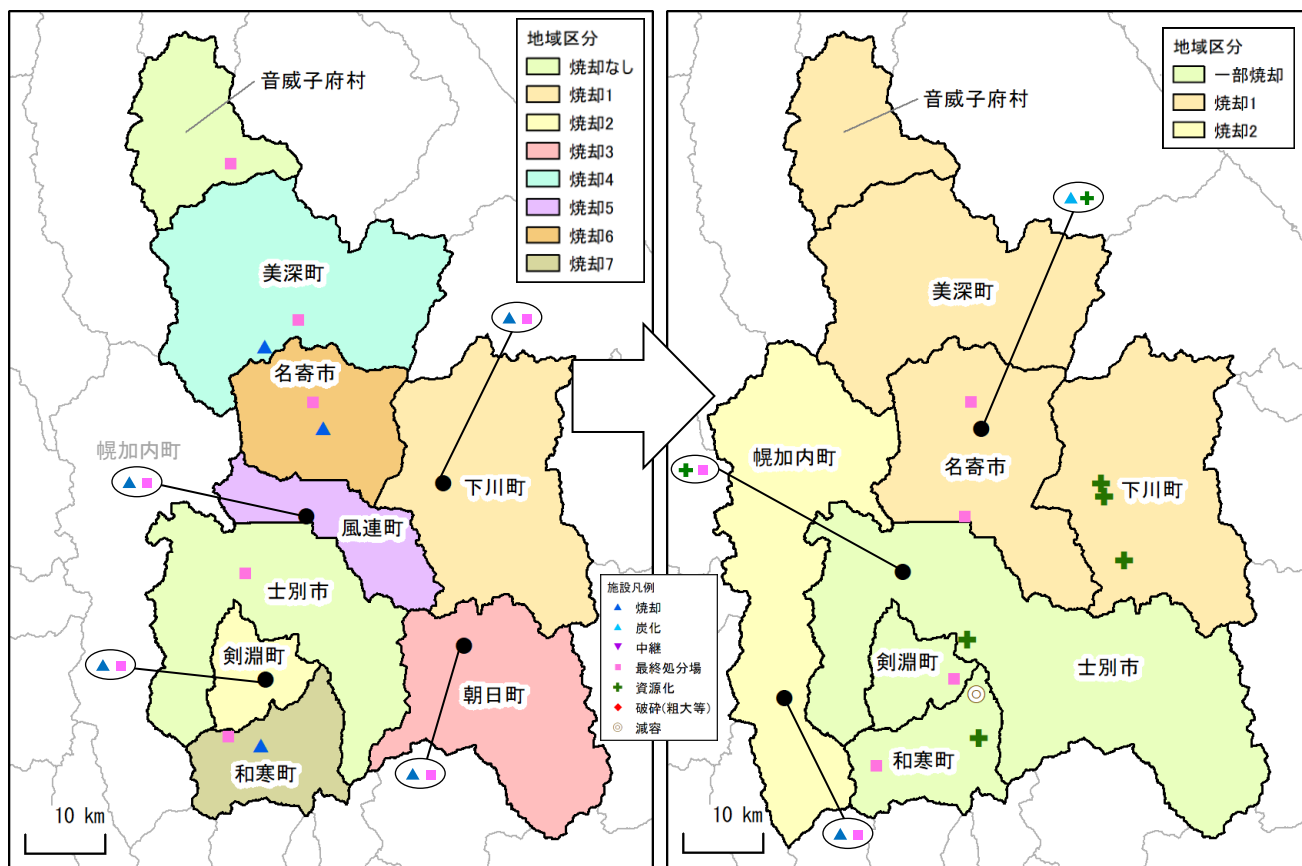 地域区分
焼却なし
焼却1
焼却2
焼却3
焼却4
焼却5
焼却6
焼却7
音威子府村
美深町
名寄市
幌加内町
下川町
風連町
士別市
剣淵町
朝日町
和寒町
10 km
施設凡例
焼却
炭化
中継
最終処分場
資源化
破砕(粗大等)
減容
地域区分
一部焼却
焼却1
焼却2
音威子府村
美深町
幌加内町
名寄市
下川町
剣淵町
士別市
和寒町
10 km